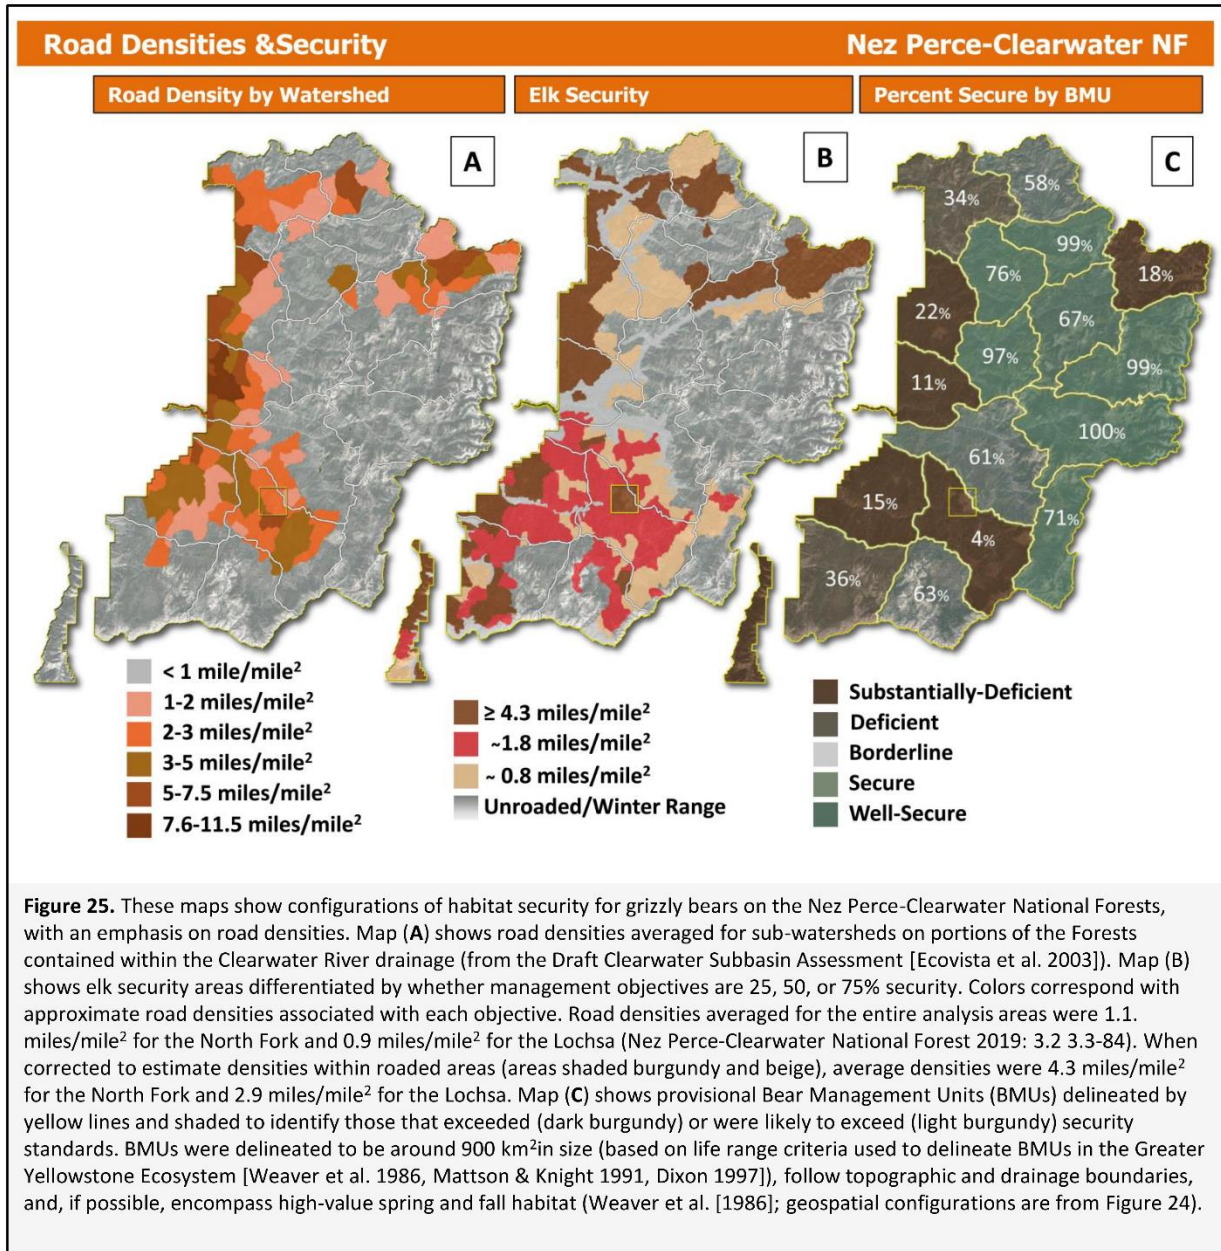 Road Densities &Security
Nez Perce-Clearwater NF
Road Density by Watershed
Elk Security
Percent Secure by BMU
A
B
C
34%
58%
99%
76%
18%
22%
67%
97%
99%
11%
100%
61%
15%
4%
71%
36%
63%
< 1 mile/mile²
1-2 miles/mile²
2-3 miles/mile²
3-5 miles/mile²
5-7.5 miles/mile²
7.6-11.5 miles/mile²
≥ 4.3 miles/mile²
~1.8 miles/mile²
~ 0.8 miles/mile²
Unroaded/Winter Range
Substantially-Deficient
Deficient
Borderline
Secure
Well-Secure
Figure 25. These maps show configurations of habitat security for grizzly bears on the Nez Perce-Clearwater National Forests,
with an emphasis on road densities. Map (A) shows road densities averaged for sub-watersheds on portions of the Forests
contained within the Clearwater River drainage (from the Draft Clearwater Subbasin Assessment [Ecovista et al. 2003]). Map (B)
shows elk security areas differentiated by whether management objectives are 25, 50, or 75% security. Colors correspond with
approximate road densities associated with each objective. Road densities averaged for the entire analysis areas were 1.1.
miles/mile² for the North Fork and 0.9 miles/mile² for the Lochsa (Nez Perce-Clearwater National Forest 2019: 3.2 3.3-84). When
corrected to estimate densities within roaded areas (areas shaded burgundy and beige), average densities were 4.3 miles/mile²
for the North Fork and 2.9 miles/mile² for the Lochsa. Map (C) shows provisional Bear Management Units (BMUs) delineated by
yellow lines and shaded to identify those that exceeded (dark burgundy) or were likely to exceed (light burgundy) security
standards. BMUs were delineated to be around 900 km²in size (based on life range criteria used to delineate BMUs in the Greater
Yellowstone Ecosystem [Weaver et al. 1986, Mattson & Knight 1991, Dixon 1997]), follow topographic and drainage boundaries,
and, if possible, encompass high-value spring and fall habitat (Weaver et al. [1986]; geospatial configurations are from Figure 24).